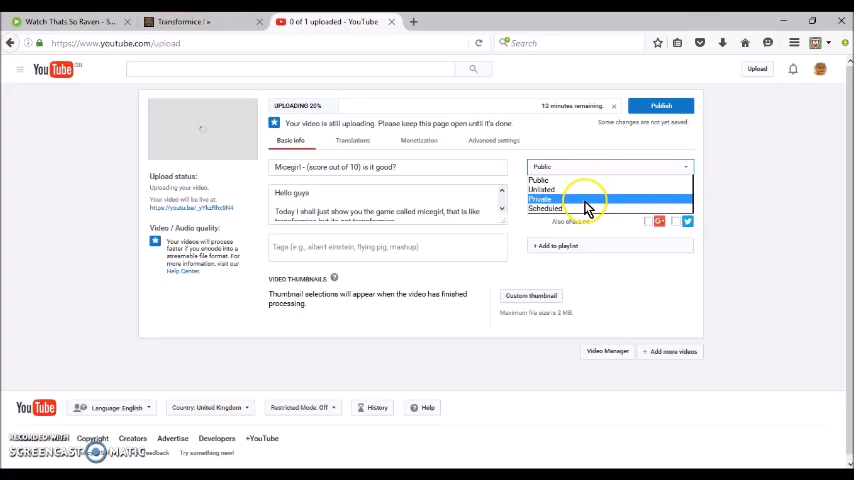 Watch Thats So Raven - S...
Transformice ! »
0 of 1 uploaded - YouTube
https://www.youtube.com/upload
Search
YouTube GB
Upload
UPLOADING 20%
12 minutes remaining.
Publish
Your video is still uploading. Please keep this page open until it's done.
Some changes are not yet saved.
Basic info
Translations
Monetization
Advanced settings
Micegirl - (score out of 10) is it good?
Public
Public
Unlisted
Private
Scheduled
Hello guys
Today I shall just show you the game called micegirl, that is like
Also share
Upload status:
Uploading your video.
Your video will be live at:
Tags (e.g., albert einstein, flying pig, mashup)
+ Add to playlist
Video / Audio quality:
Your videos will process
faster if you encode into a
streamable file format. For
more information, visit our
Help Center.
VIDEO THUMBNAILS
Thumbnail selections will appear when the video has finished
processing.
Custom thumbnail
Maximum file size is 2 MB.
Video Manager
+ Add more videos
YouTube
Language: English
Country: United Kingdom
Restricted Mode: Off
History
Help
Copyright
Creators
Advertise
Developers
+YouTube
Try something new!
RECORDED WITH
SCREENCAST MATIC